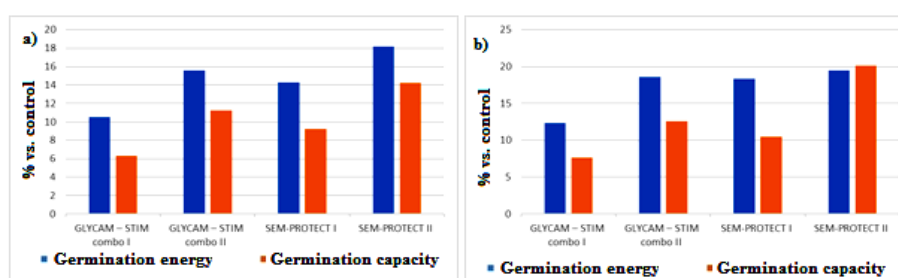 a)
% vs. control
20
18
16
14
12
10
8
6
4
2
0
GLYCAM – STIM
combo I
GLYCAM – STIM
combo II
SEM-PROTECT I
SEM-PROTECT II
Germination energy
Germination capacity
b)
% vs. control
25
20
15
10
5
0
GLYCAM – STIM
combo I
GLYCAM – STIM
combo II
SEM-PROTECT I
SEM-PROTECT II
Germination energy
Germination capacity